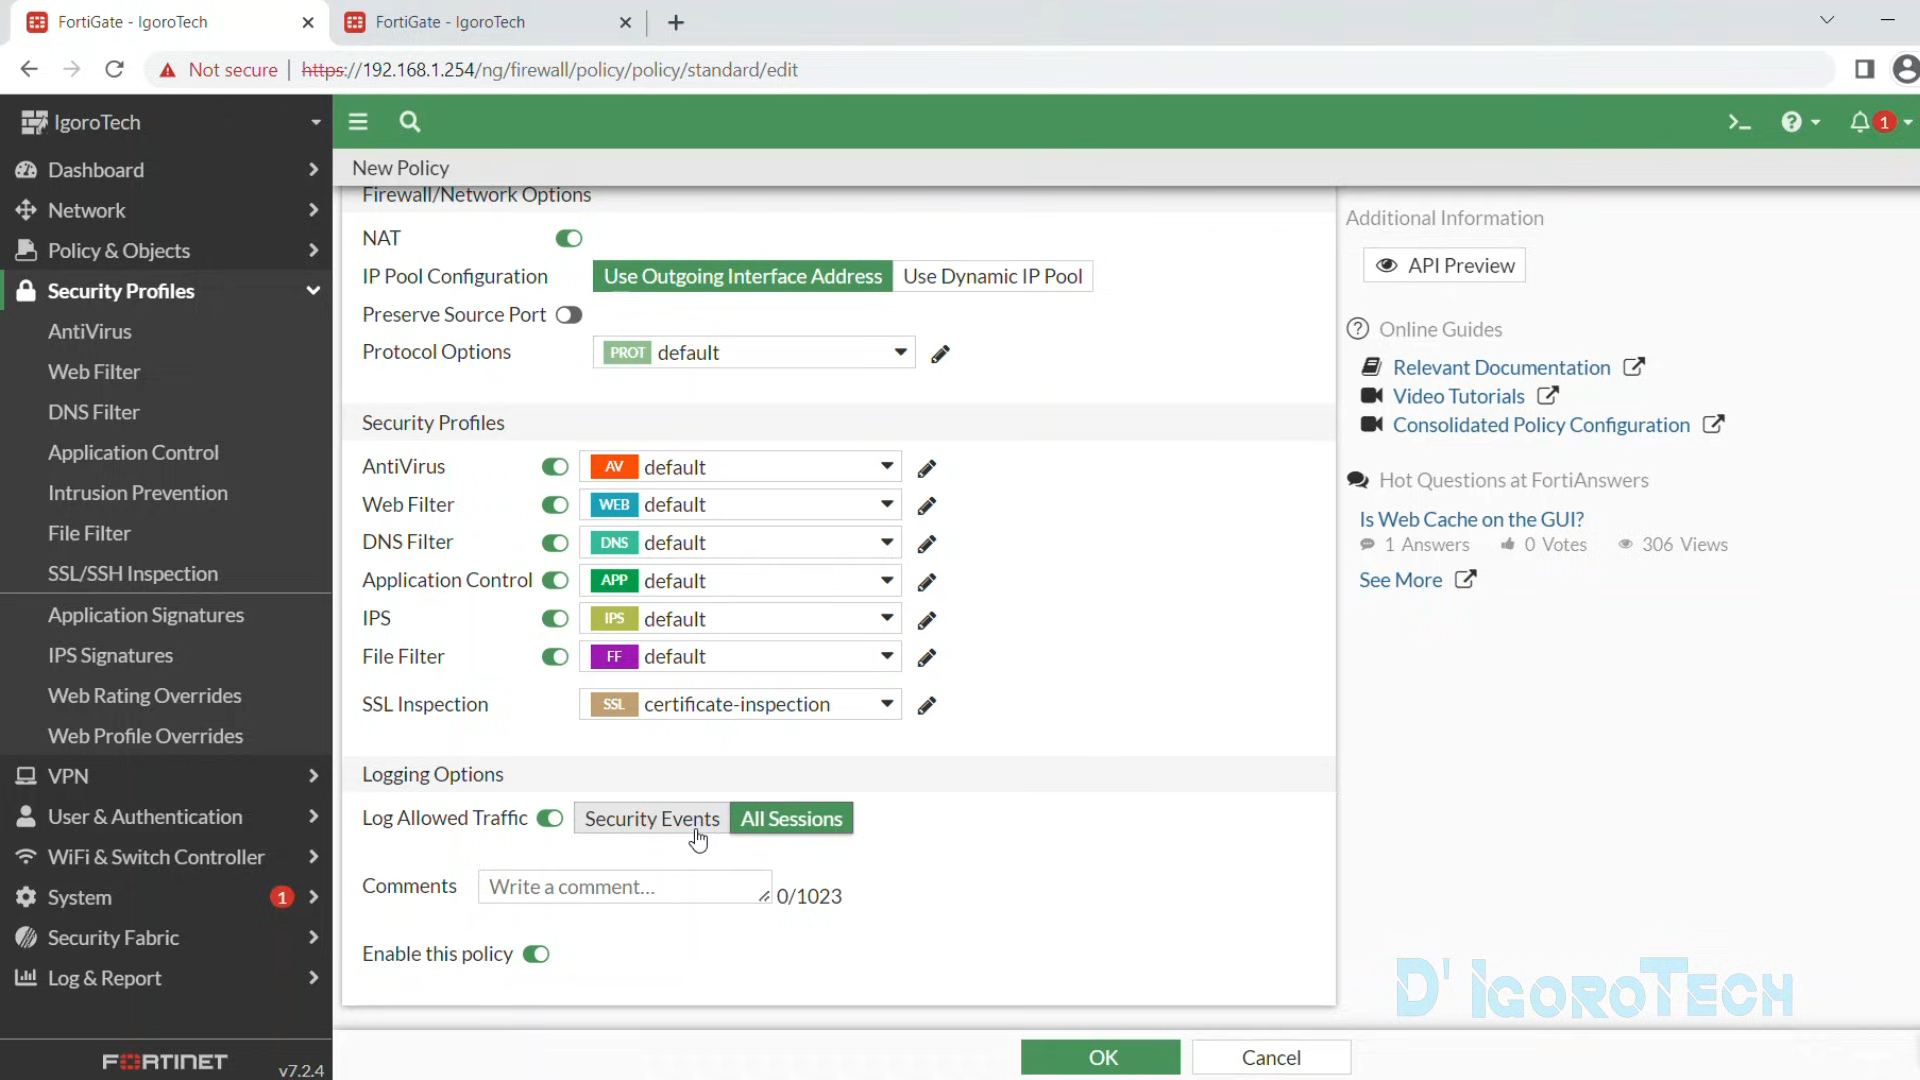 FortiGate - IgoroTech
FortiGate - IgoroTech
Not secure | https://192.168.1.254/ng/firewall/policy/policy/standard/edit
IgoroTech
1
Dashboard
Network
Policy & Objects
Security Profiles
AntiVirus
Web Filter
DNS Filter
Application Control
Intrusion Prevention
File Filter
SSL/SSH Inspection
Application Signatures
IPS Signatures
Web Rating Overrides
Web Profile Overrides
VPN
User & Authentication
WiFi & Switch Controller
System 1
Security Fabric
Log & Report
FORTINET v7.2.4
New Policy
Firewall/Network Options
NAT
IP Pool Configuration Use Outgoing Interface Address Use Dynamic IP Pool
Preserve Source Port
Protocol Options PROT default
Security Profiles
AntiVirus AV default
Web Filter WEB default
DNS Filter DNS default
Application Control APP default
IPS IPS default
File Filter FF default
SSL Inspection SSL certificate-inspection
Logging Options
Log Allowed Traffic Security Events All Sessions
Comments Write a comment... 0/1023
Enable this policy
OK Cancel
Additional Information
API Preview
Online Guides
Relevant Documentation
Video Tutorials
Consolidated Policy Configuration
Hot Questions at FortiAnswers
Is Web Cache on the GUI?
1 Answers 0 Votes 306 Views
See More
D' IGOROTECH